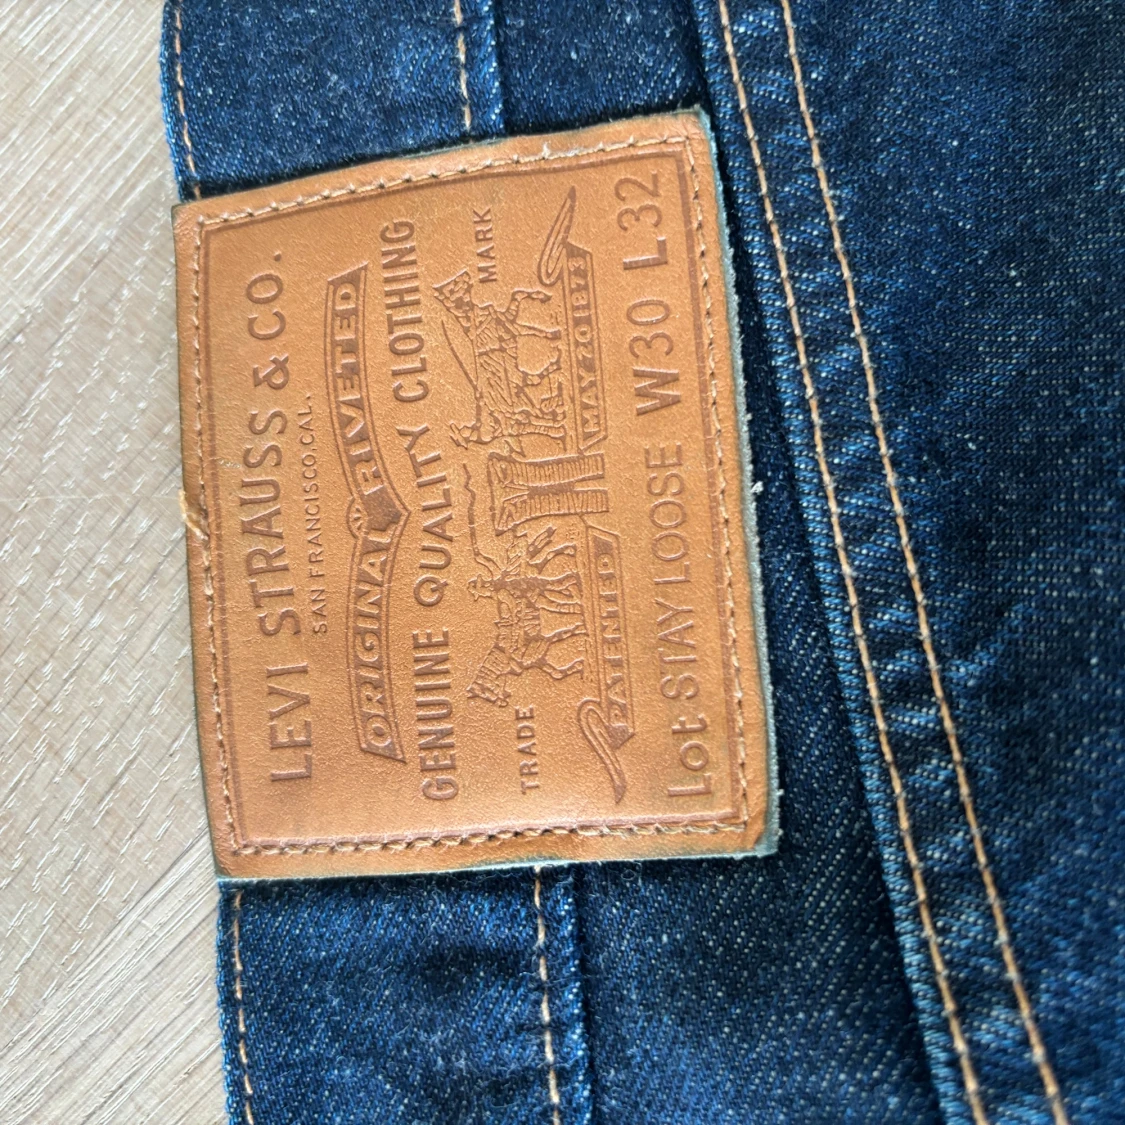 LEVI STRAUSS & CO.
SAN FRANCISCO, CAL.
ORIGINAL RIVETED
GENUINE QUALITY CLOTHING
TRADE MARK
PATENTED MAY 20 1873
Lot STAY LOOSE W30 L32